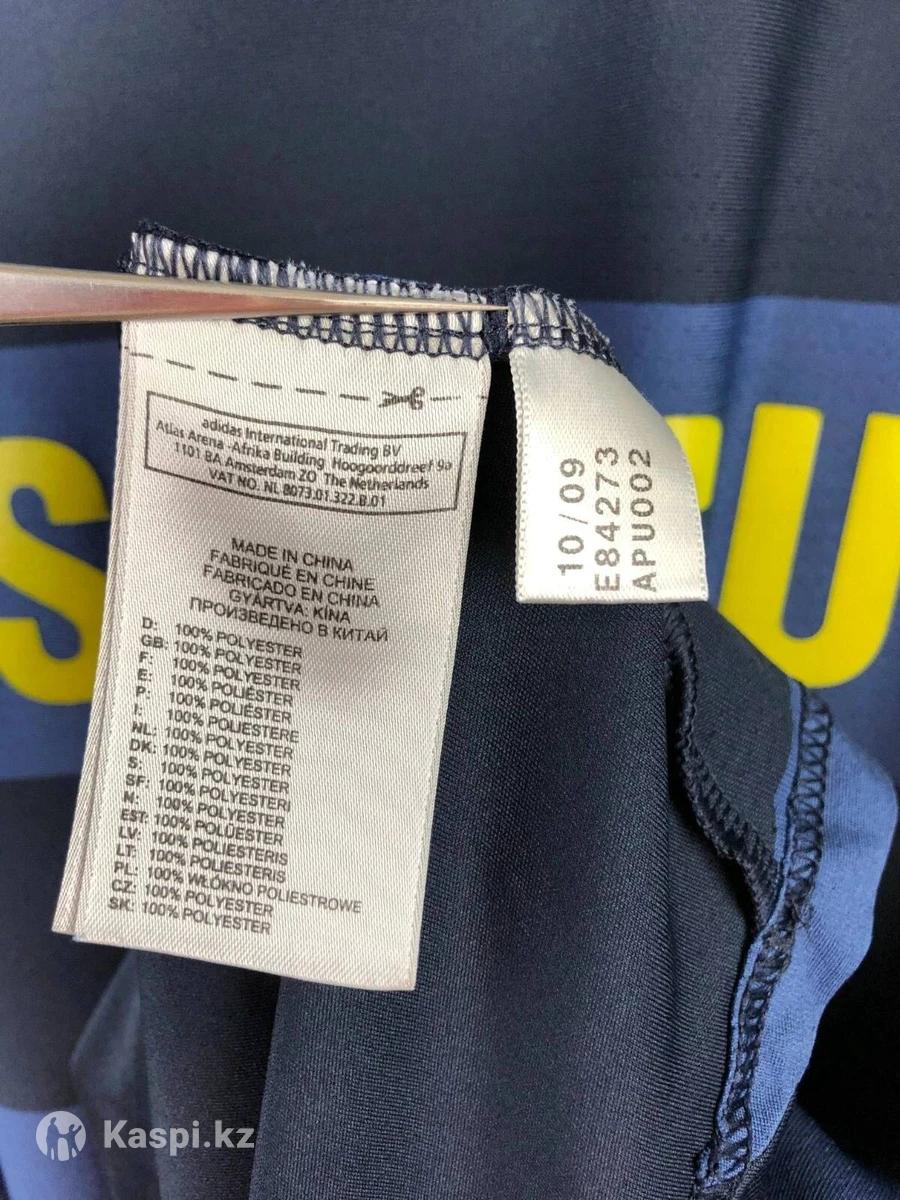 adidas International Trading BV
Atlas Arena -Afrika Building Hoogoorddreef 9a
1101 BA Amsterdam ZO The Netherlands
VAT NO. NL 8073.01.322.B.01
MADE IN CHINA
FABRIQUÉ EN CHINE
FABRICADO EN CHINA
GYÁRTVA: KÍNA
ПРОИЗВЕДЕНО В КИТАЙ
D: 100% POLYESTER
GB: 100% POLYESTER
F: 100% POLYESTER
E: 100% POLIÉSTER
P: 100% POLIÉSTER
I: 100% POLIESTERE
NL: 100% POLYESTER
DK: 100% POLYESTER
S: 100% POLYESTER
SF: 100% POLYESTERI
N: 100% POLYESTER
EST: 100% POLÜESTER
LV: 100% POLIESTERIS
LT: 100% POLIESTERIS
PL: 100% WŁÓKNO POLIESTROWE
CZ: 100% POLYESTER
SK: 100% POLYESTER
10/09
E84273
APU002
S
TU
Kaspi.kz